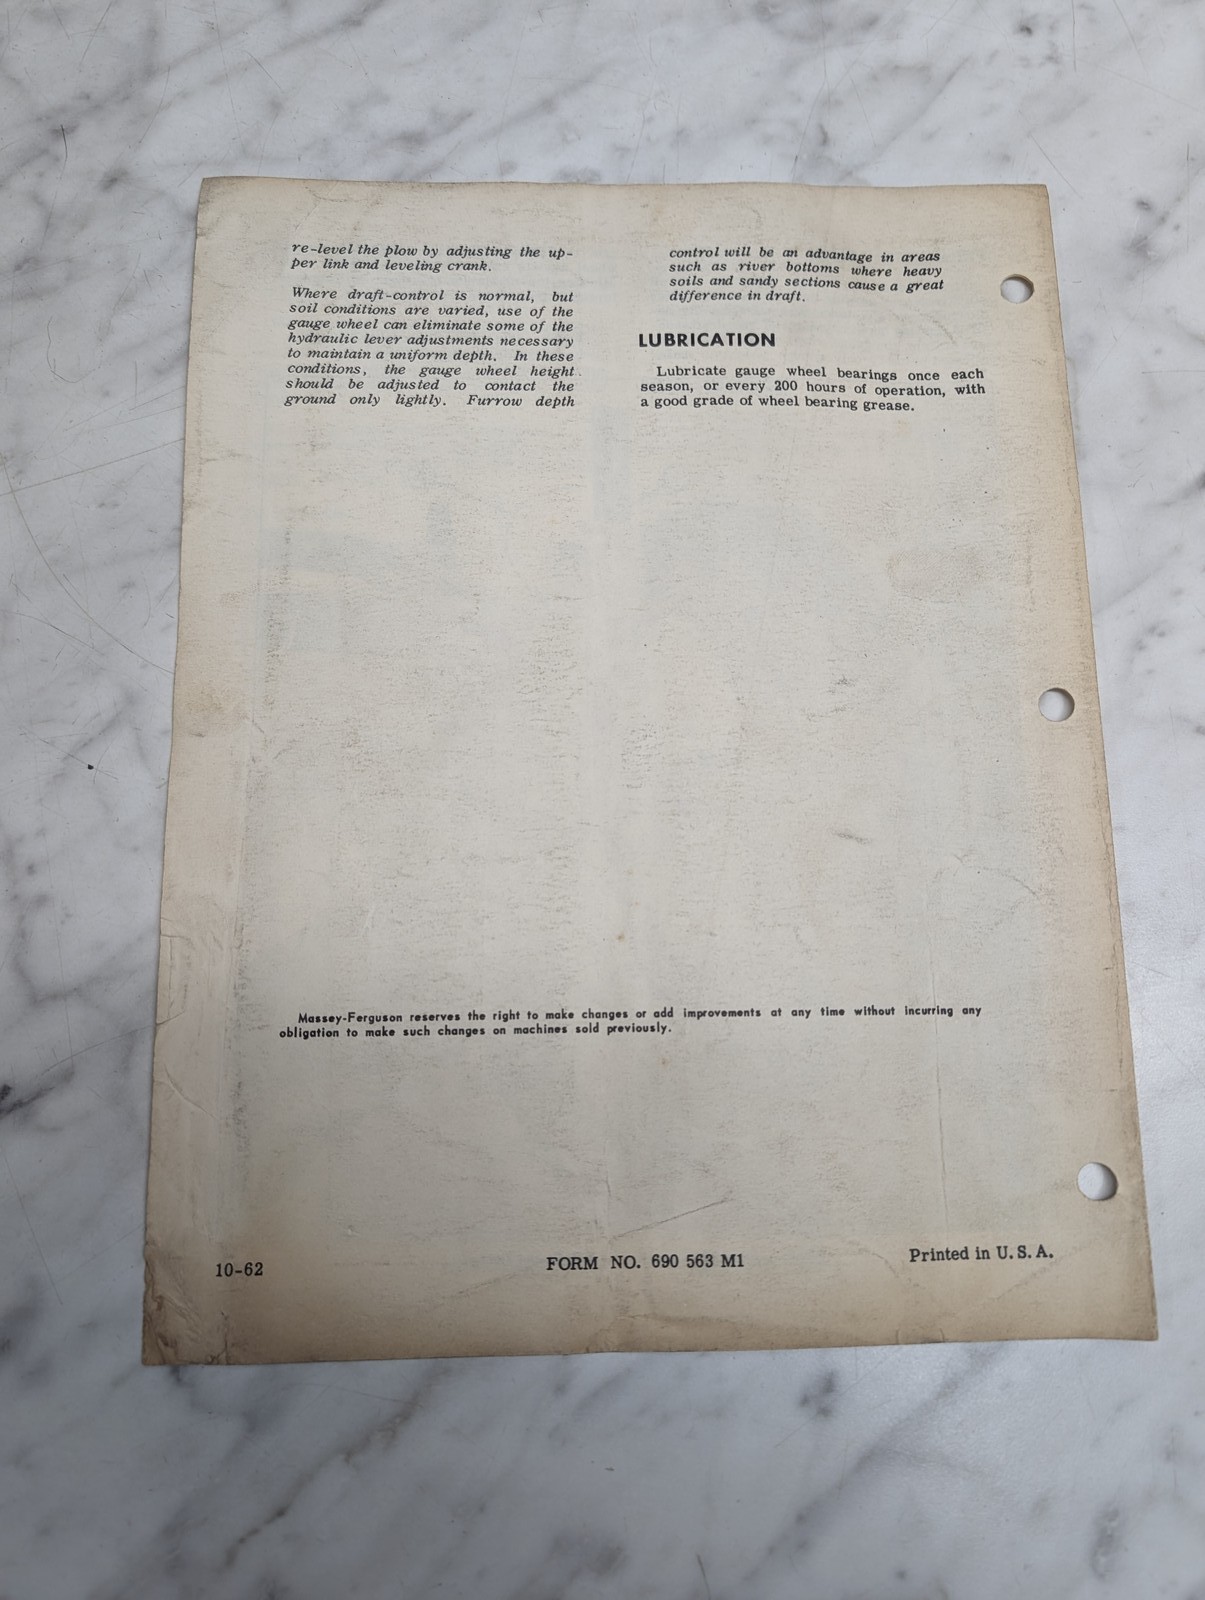 re-level the plow by adjusting the up-
per link and leveling crank.
Where draft-control is normal, but
soil conditions are varied, use of the
gauge wheel can eliminate some of the
hydraulic lever adjustments necessary
to maintain a uniform depth. In these
conditions, the gauge wheel height
should be adjusted to contact the
ground only lightly. Furrow depth
control will be an advantage in areas
such as river bottoms where heavy
soils and sandy sections cause a great
difference in draft.
LUBRICATION
Lubricate gauge wheel bearings once each
season, or every 200 hours of operation, with
a good grade of wheel bearing grease.
Massey-Ferguson reserves the right to make changes or add improvements at any time without incurring any
obligation to make such changes on machines sold previously.
10-62
FORM NO. 690 563 M1
Printed in U. S. A.